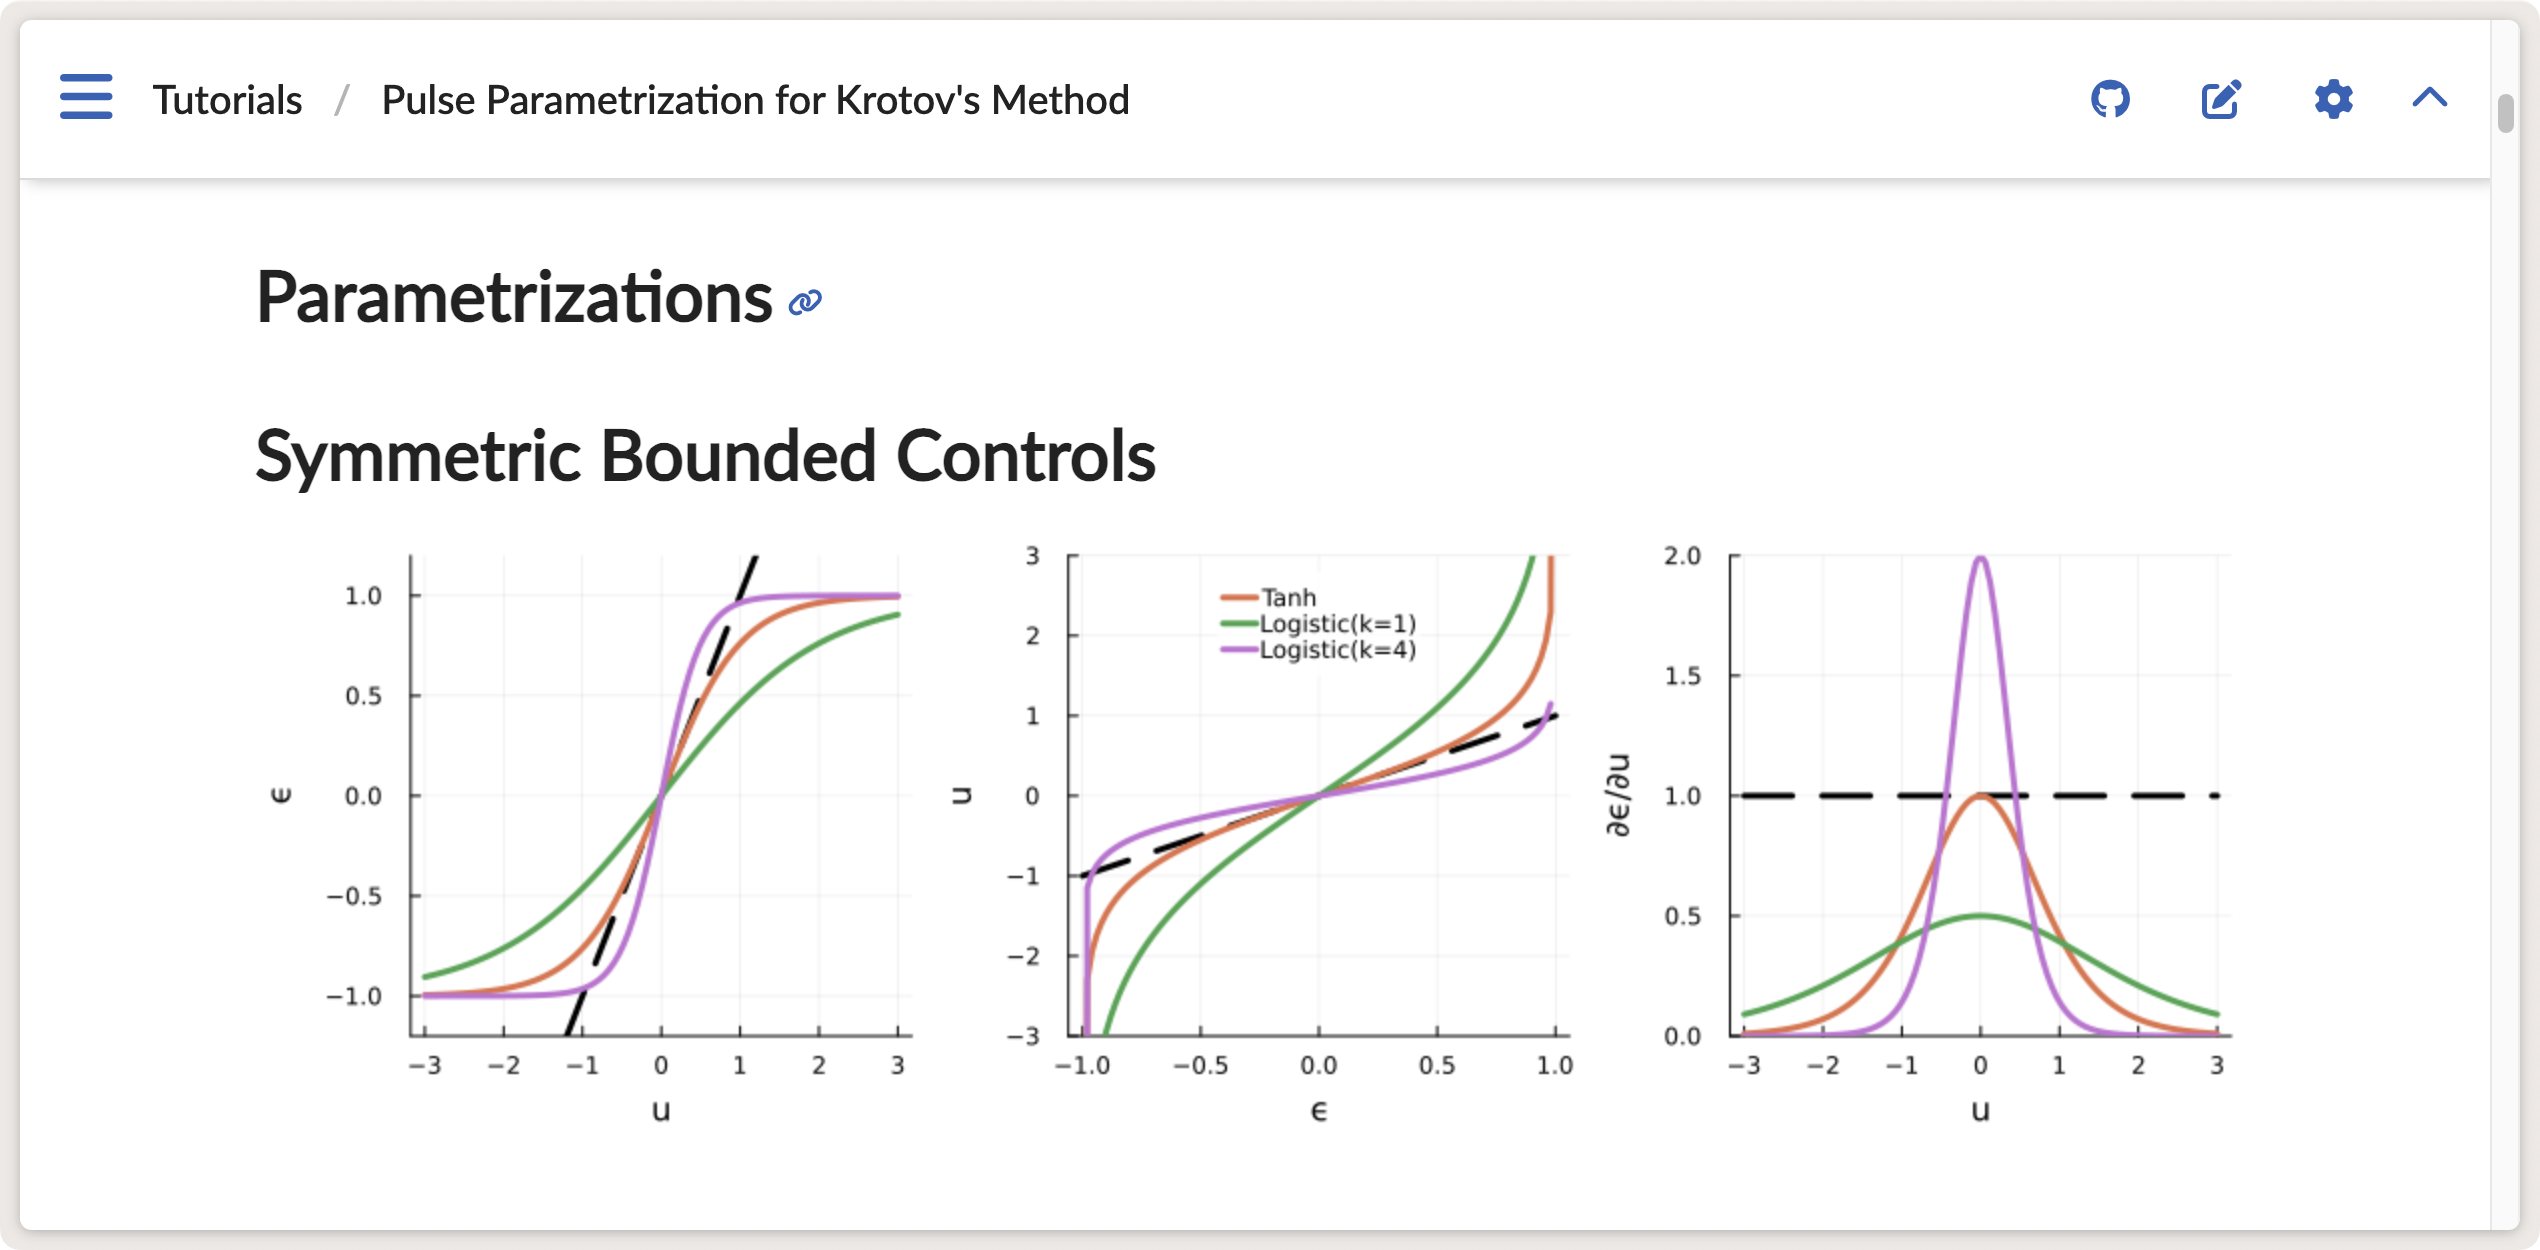 Tutorials / Pulse Parametrization for Krotov's Method
Parametrizations
Symmetric Bounded Controls
1.0
0.5
0.0
−0.5
−1.0
ϵ
−3 −2 −1 0 1 2 3
u
3
2
1
0
−1
−2
−3
u
Tanh
Logistic(k=1)
Logistic(k=4)
−1.0 −0.5 0.0 0.5 1.0
ϵ
2.0
1.5
1.0
0.5
0.0
∂ϵ/∂u
−3 −2 −1 0 1 2 3
u